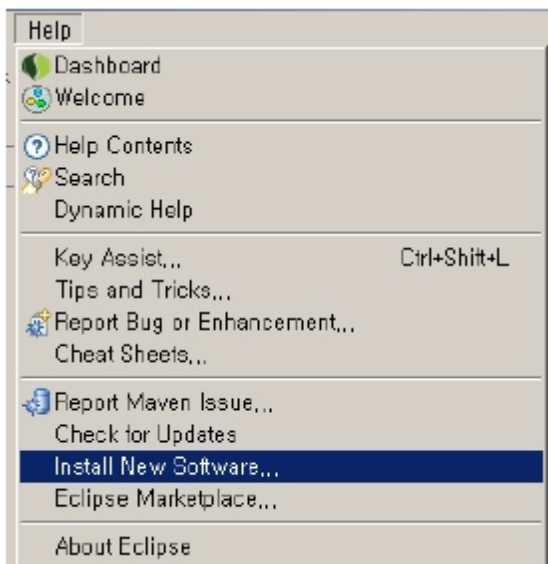 Help
Dashboard
Welcome
Help Contents
Search
Dynamic Help
Key Assist... Ctrl+Shift+L
Tips and Tricks...
Report Bug or Enhancement...
Cheat Sheets...
Report Maven Issue...
Check for Updates
Install New Software...
Eclipse Marketplace...
About Eclipse